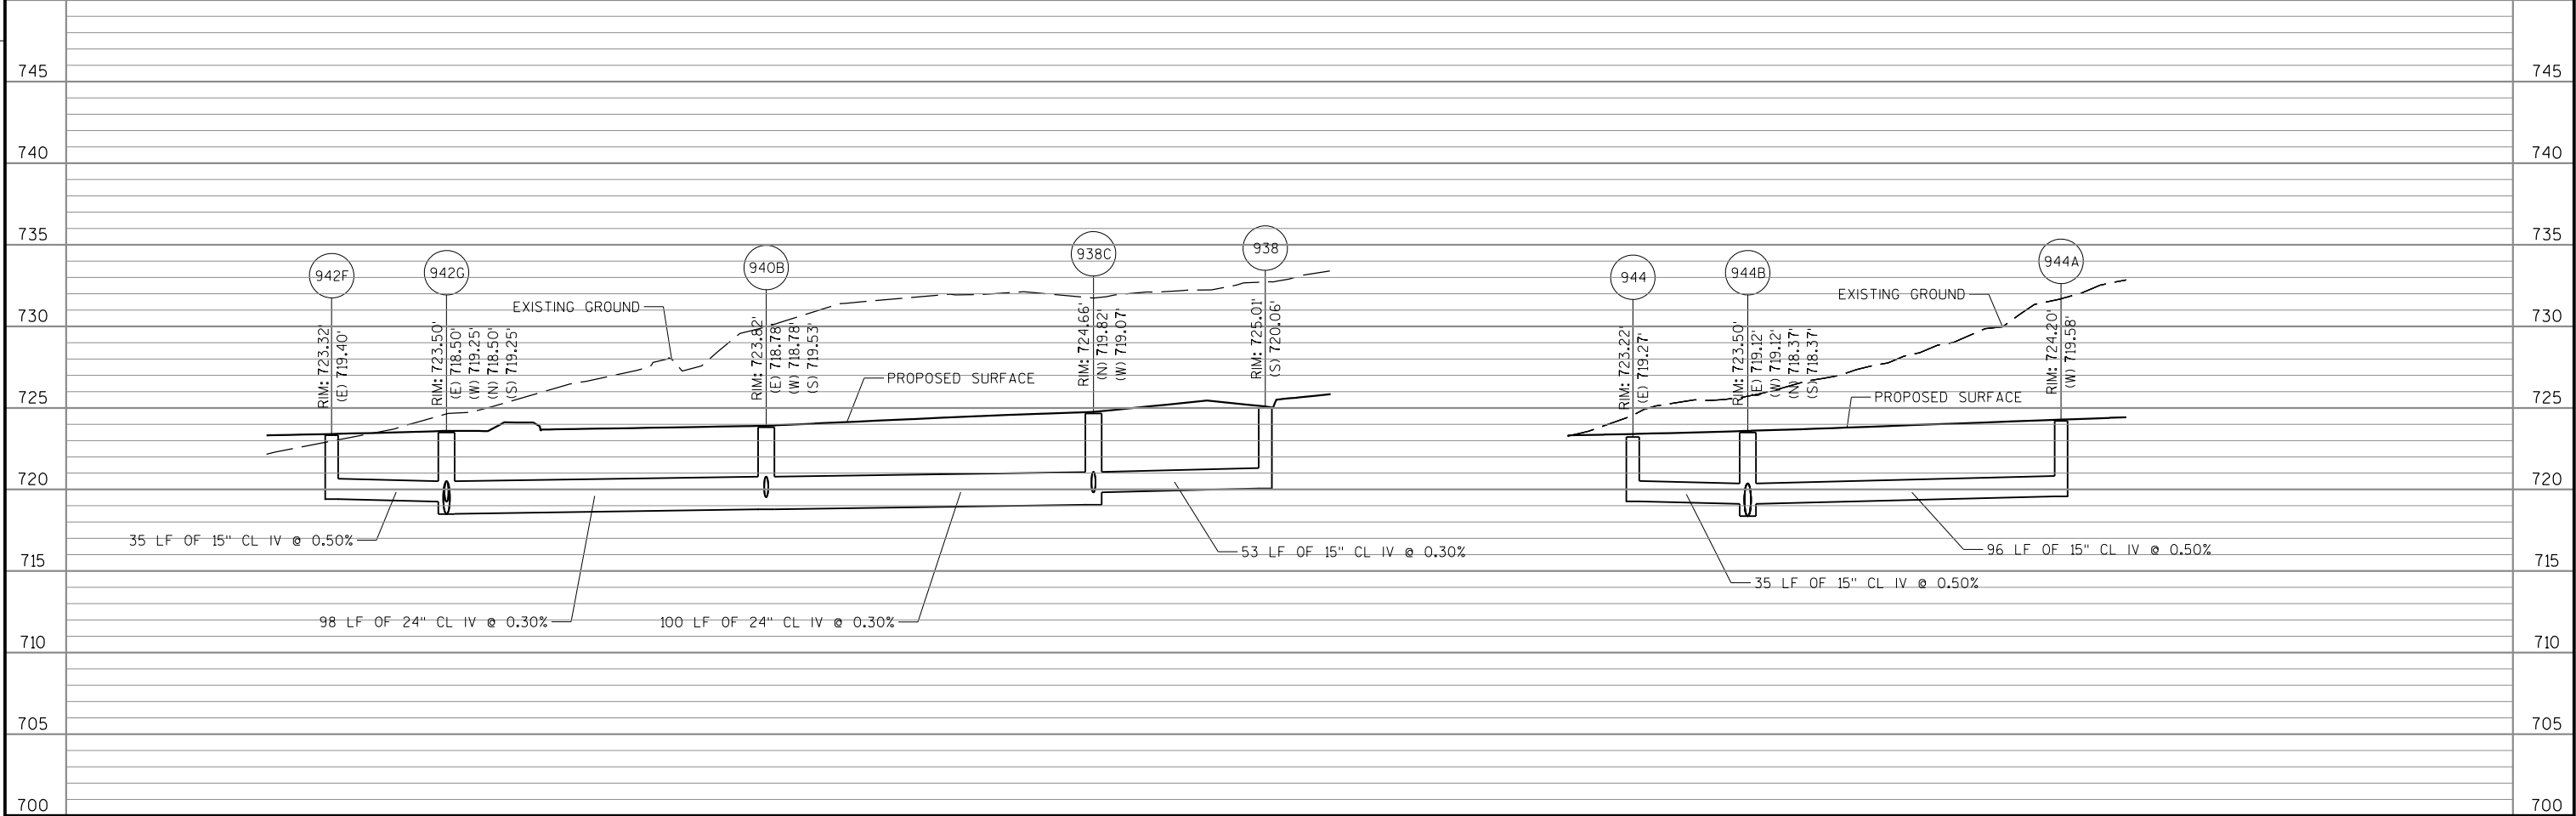 745
745
740
740
735
735
730
730
725
725
720
720
715
715
710
710
705
705
700
700
942F
RIM: 723.32'
(E) 719.40'
942G
RIM: 723.50'
(E) 718.50'
(W) 719.25'
(N) 718.50'
(S) 719.25'
EXISTING GROUND
940B
RIM: 723.82'
(E) 718.78'
(W) 718.78'
(S) 719.53'
PROPOSED SURFACE
938C
RIM: 724.66'
(N) 719.82'
(W) 719.07'
938
RIM: 725.01'
(S) 720.06'
35 LF OF 15" CL IV @ 0.50%
98 LF OF 24" CL IV @ 0.30%
100 LF OF 24" CL IV @ 0.30%
53 LF OF 15" CL IV @ 0.30%
944
RIM: 723.22'
(E) 719.27'
944B
RIM: 723.50'
(E) 719.12'
(W) 719.12'
(N) 718.37'
(S) 718.37'
EXISTING GROUND
PROPOSED SURFACE
944A
RIM: 724.20'
(W) 719.58'
35 LF OF 15" CL IV @ 0.50%
96 LF OF 15" CL IV @ 0.50%